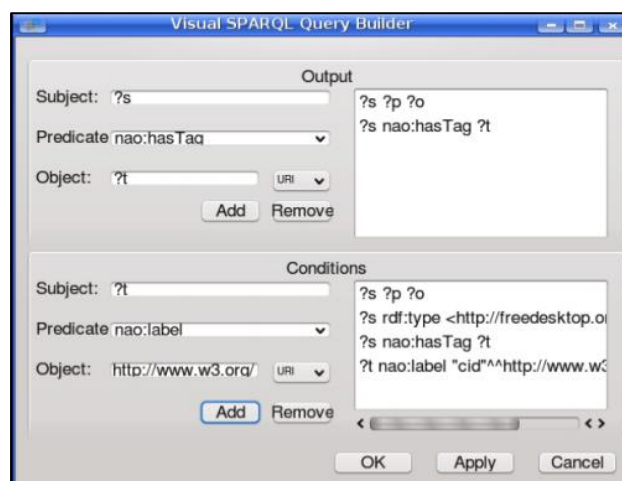 Visual SPARQL Query Builder
Output
Subject: ?s
Predicate nao:hasTag
Object: ?t URI
Add Remove
?s ?p ?o
?s nao:hasTag ?t
Conditions
Subject: ?t
Predicate nao:label
Object: http://www.w3.org/ URI
Add Remove
?s ?p ?o
?s rdf:type <http://freedesktop.o
?s nao:hasTag ?t
?t nao:label "cid"^^http://www.w3
OK Apply Cancel